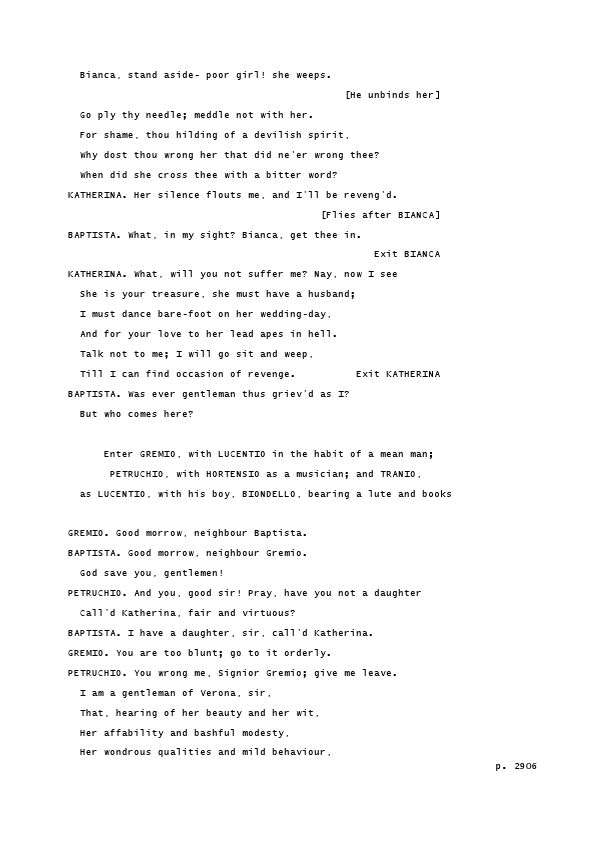 Bianca, stand aside- poor girl! she weeps.
[He unbinds her]
Go ply thy needle; meddle not with her.
For shame, thou hilding of a devilish spirit,
Why dost thou wrong her that did ne'er wrong thee?
When did she cross thee with a bitter word?
KATHERINA. Her silence flouts me, and I'll be reveng'd.
[Flies after BIANCA]
BAPTISTA. What, in my sight? Bianca, get thee in.
Exit BIANCA
KATHERINA. What, will you not suffer me? Nay, now I see
She is your treasure, she must have a husband;
I must dance bare-foot on her wedding-day,
And for your love to her lead apes in hell.
Talk not to me; I will go sit and weep,
Till I can find occasion of revenge. Exit KATHERINA
BAPTISTA. Was ever gentleman thus griev'd as I?
But who comes here?
Enter GREMIO, with LUCENTIO in the habit of a mean man;
PETRUCHIO, with HORTENSIO as a musician; and TRANIO,
as LUCENTIO, with his boy, BIONDELLO, bearing a lute and books
GREMIO. Good morrow, neighbour Baptista.
BAPTISTA. Good morrow, neighbour Gremio.
God save you, gentlemen!
PETRUCHIO. And you, good sir! Pray, have you not a daughter
Call'd Katherina, fair and virtuous?
BAPTISTA. I have a daughter, sir, call'd Katherina.
GREMIO. You are too blunt; go to it orderly.
PETRUCHIO. You wrong me, Signior Gremio; give me leave.
I am a gentleman of Verona, sir,
That, hearing of her beauty and her wit,
Her affability and bashful modesty,
Her wondrous qualities and mild behaviour,
p. 2906